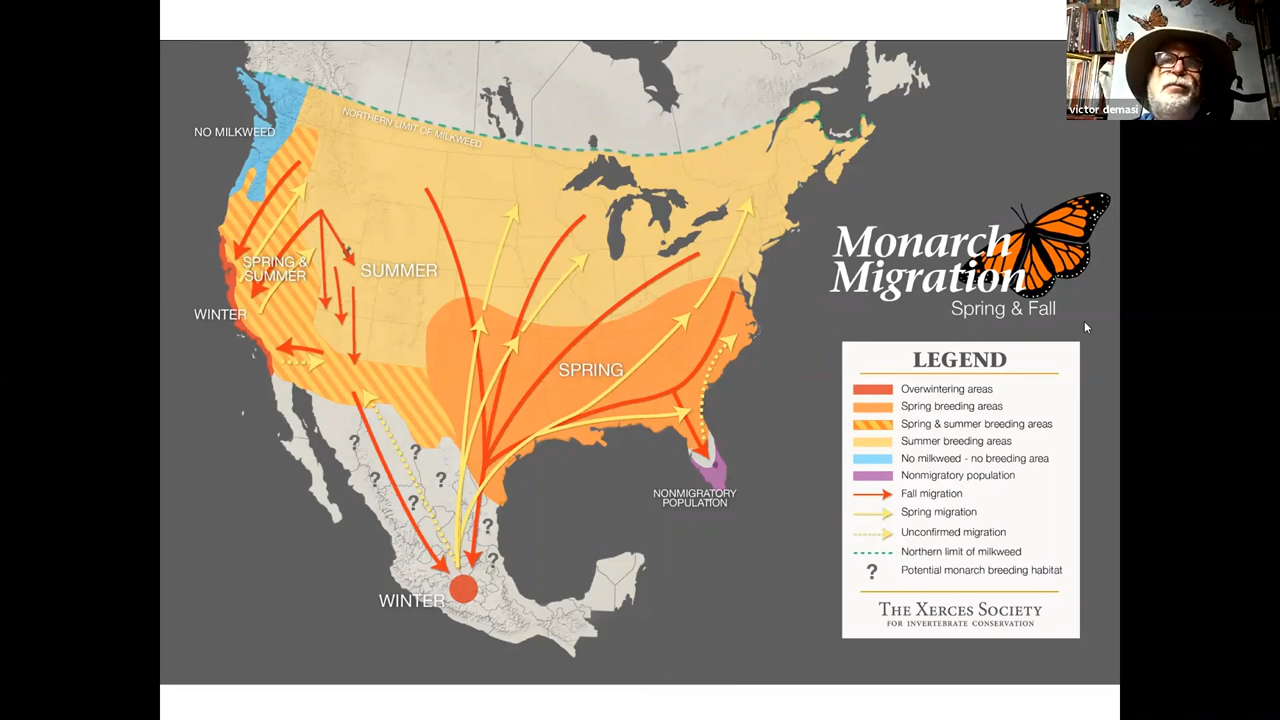 victor demasi
NO MILKWEED
NORTHERN LIMIT OF MILKWEED
SPRING &
SUMMER
SUMMER
WINTER
SPRING
NONMIGRATORY
POPULATION
WINTER
?
?
?
?
?
?
?
Monarch
Migration
Spring & Fall
LEGEND
Overwintering areas
Spring breeding areas
Spring & summer breeding areas
Summer breeding areas
No milkweed - no breeding area
Nonmigratory population
Fall migration
Spring migration
Unconfirmed migration
Northern limit of milkweed
? Potential monarch breeding habitat
THE XERCES SOCIETY
FOR INVERTEBRATE CONSERVATION